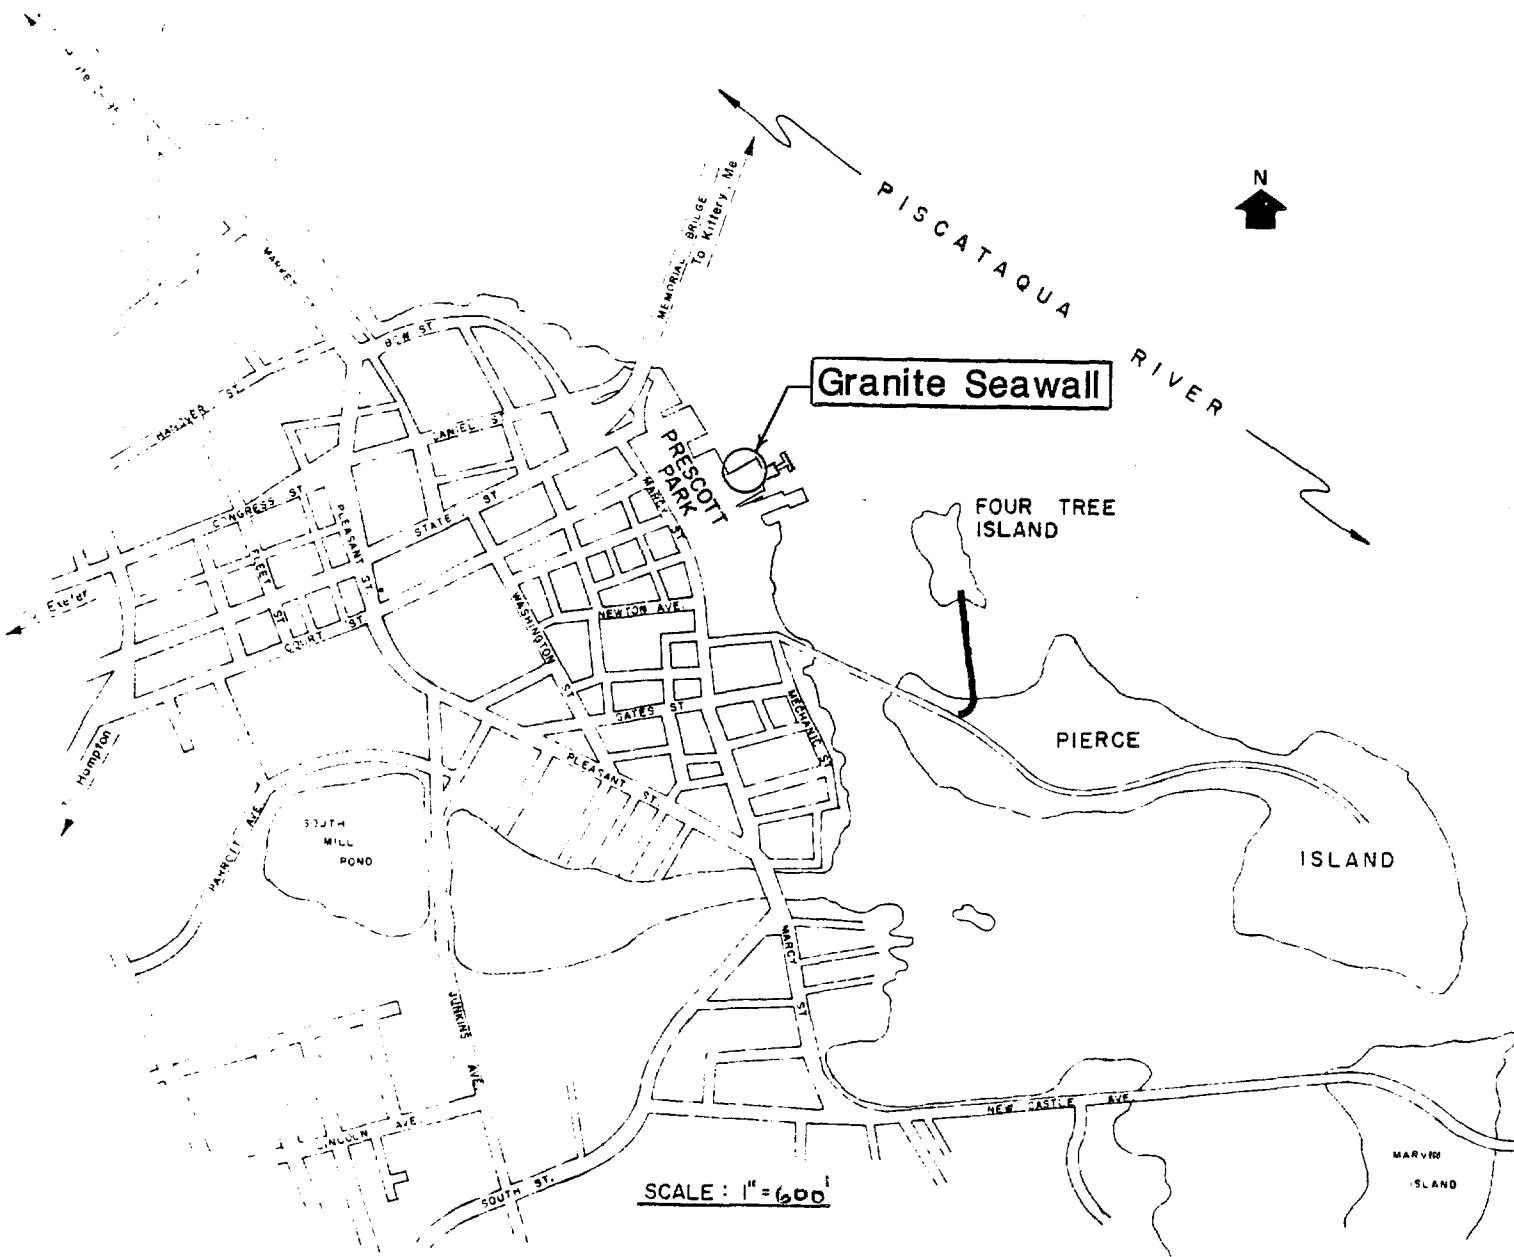 N
PISCATAQUA RIVER
MEMORIAL BRIDGE
To Kittery, Me
MARKET
BOW ST
Granite Seawall
HANOVER ST.
DANIEL ST
PRESCOTT
PARK
MARCY ST
FOUR TREE
ISLAND
CONGRESS ST
PLEASANT ST.
STATE ST
FLEET ST
Exeter
COURT ST.
WASHINGTON ST
NEWTON AVE.
GATES ST
MECHANIC ST
PIERCE
ISLAND
Hampton
PLEASANT ST.
PARROTT AVE.
SOUTH
MILL
POND
MARCY ST
JUNKINS AVE.
NEW CASTLE AVE.
LINCOLN AVE
ISLAND
SOUTH ST.
SCALE: 1"=600'